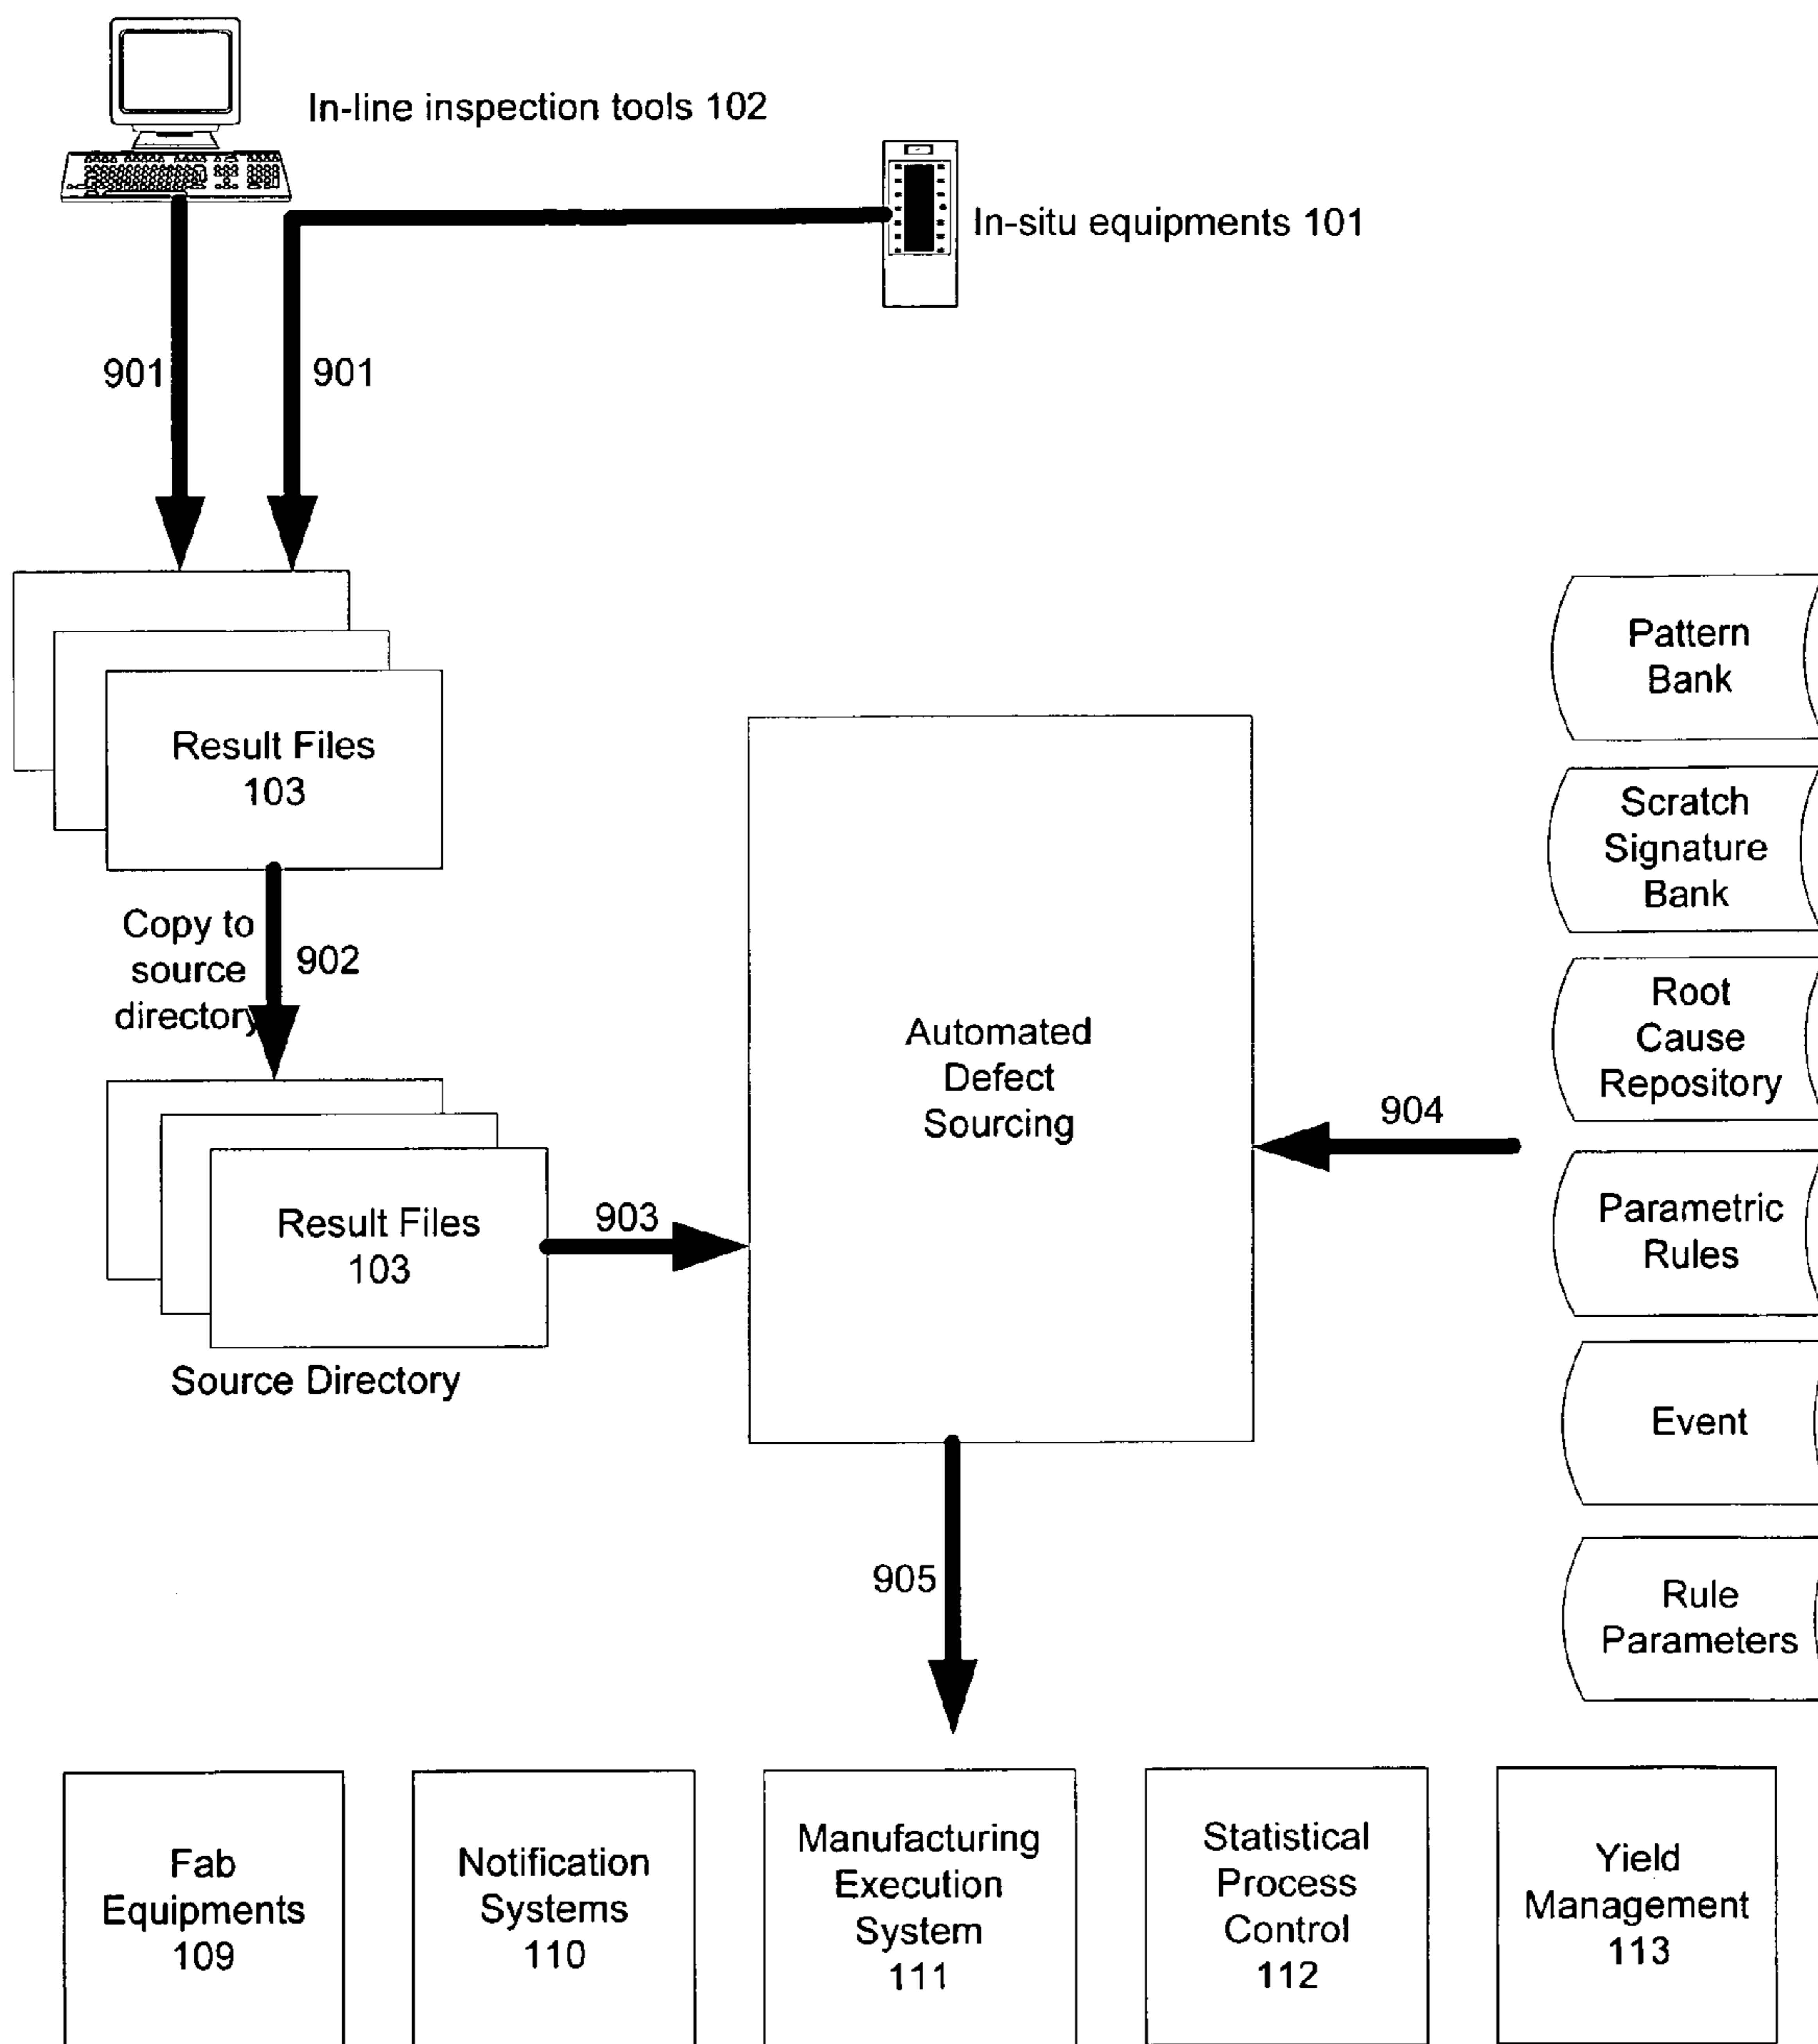 In-line inspection tools 102
In-situ equipments 101
901
901
Result Files
103
Copy to
source
directory
902
Result Files
103
Source Directory
903
Automated
Defect
Sourcing
904
Pattern
Bank
Scratch
Signature
Bank
Root
Cause
Repository
Parametric
Rules
Event
Rule
Parameters
905
Fab
Equipments
109
Notification
Systems
110
Manufacturing
Execution
System
111
Statistical
Process
Control
112
Yield
Management
113